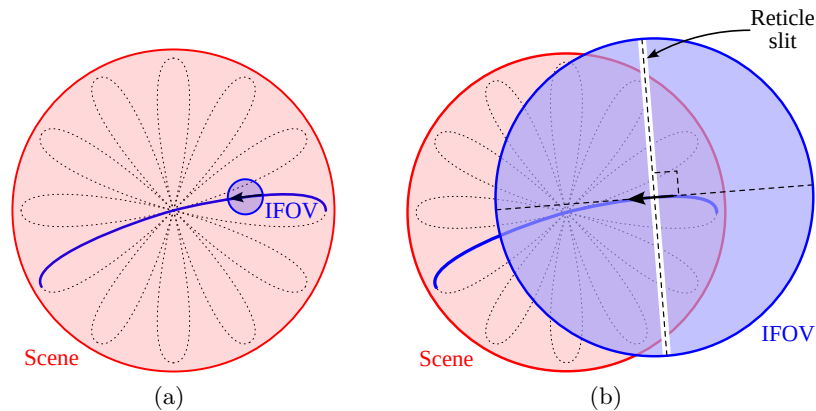 Reticle
slit
IFOV
IFOV
Scene
Scene
(a)
(b)